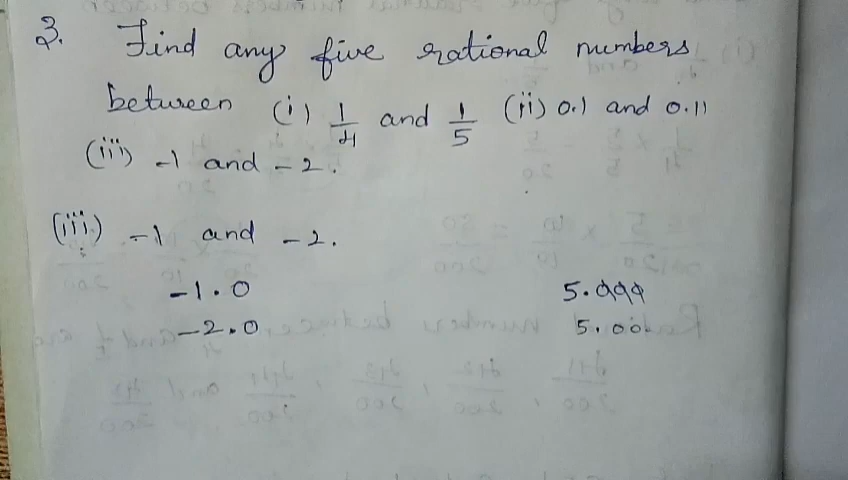 3. Find any five rational numbers
between (i) 1/4 and 1/5 (ii) 0.1 and 0.11
(iii) -1 and -2.
(iii) -1 and -2.
-1.0 5.999
-2.0 5.00